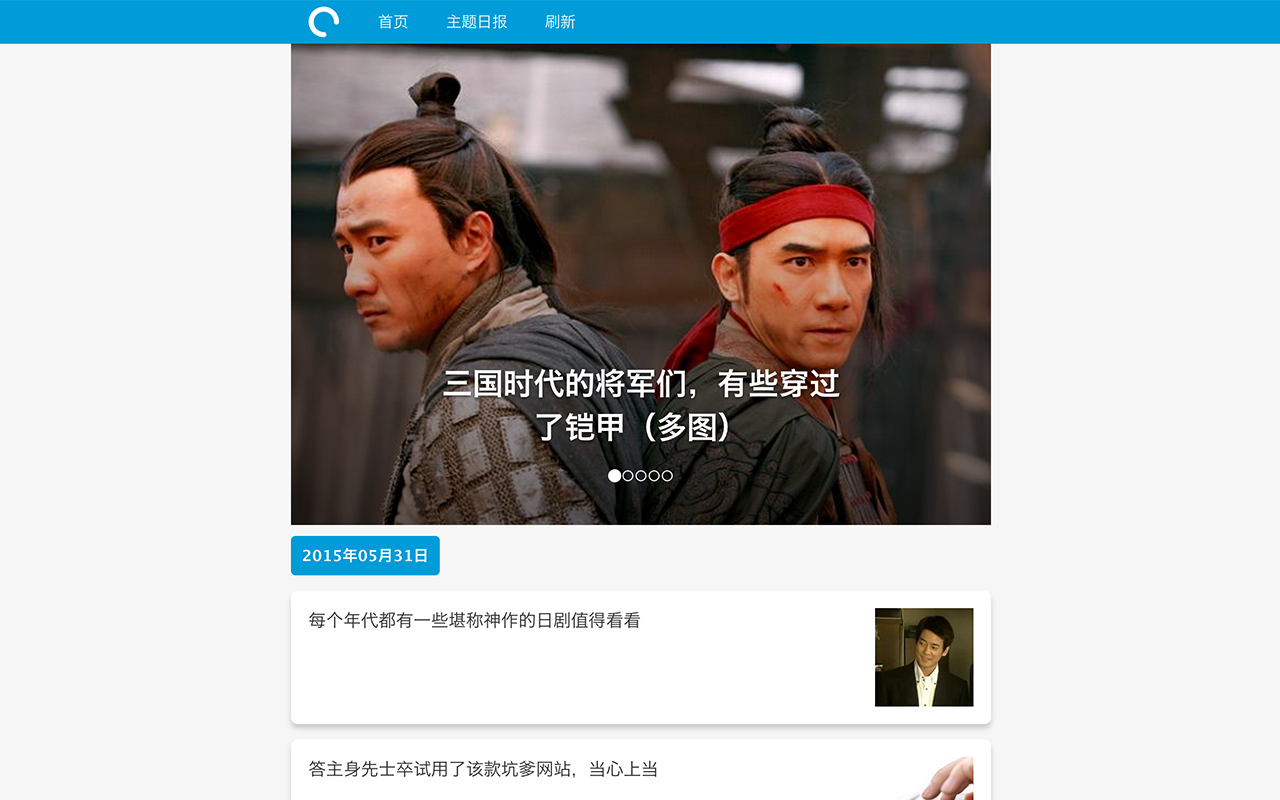 首页 主题日报 刷新
三国时代的将军们，有些穿过
了铠甲（多图）
2015年05月31日
每个年代都有一些堪称神作的日剧值得看看
答主身先士卒试用了该款坑爹网站，当心上当